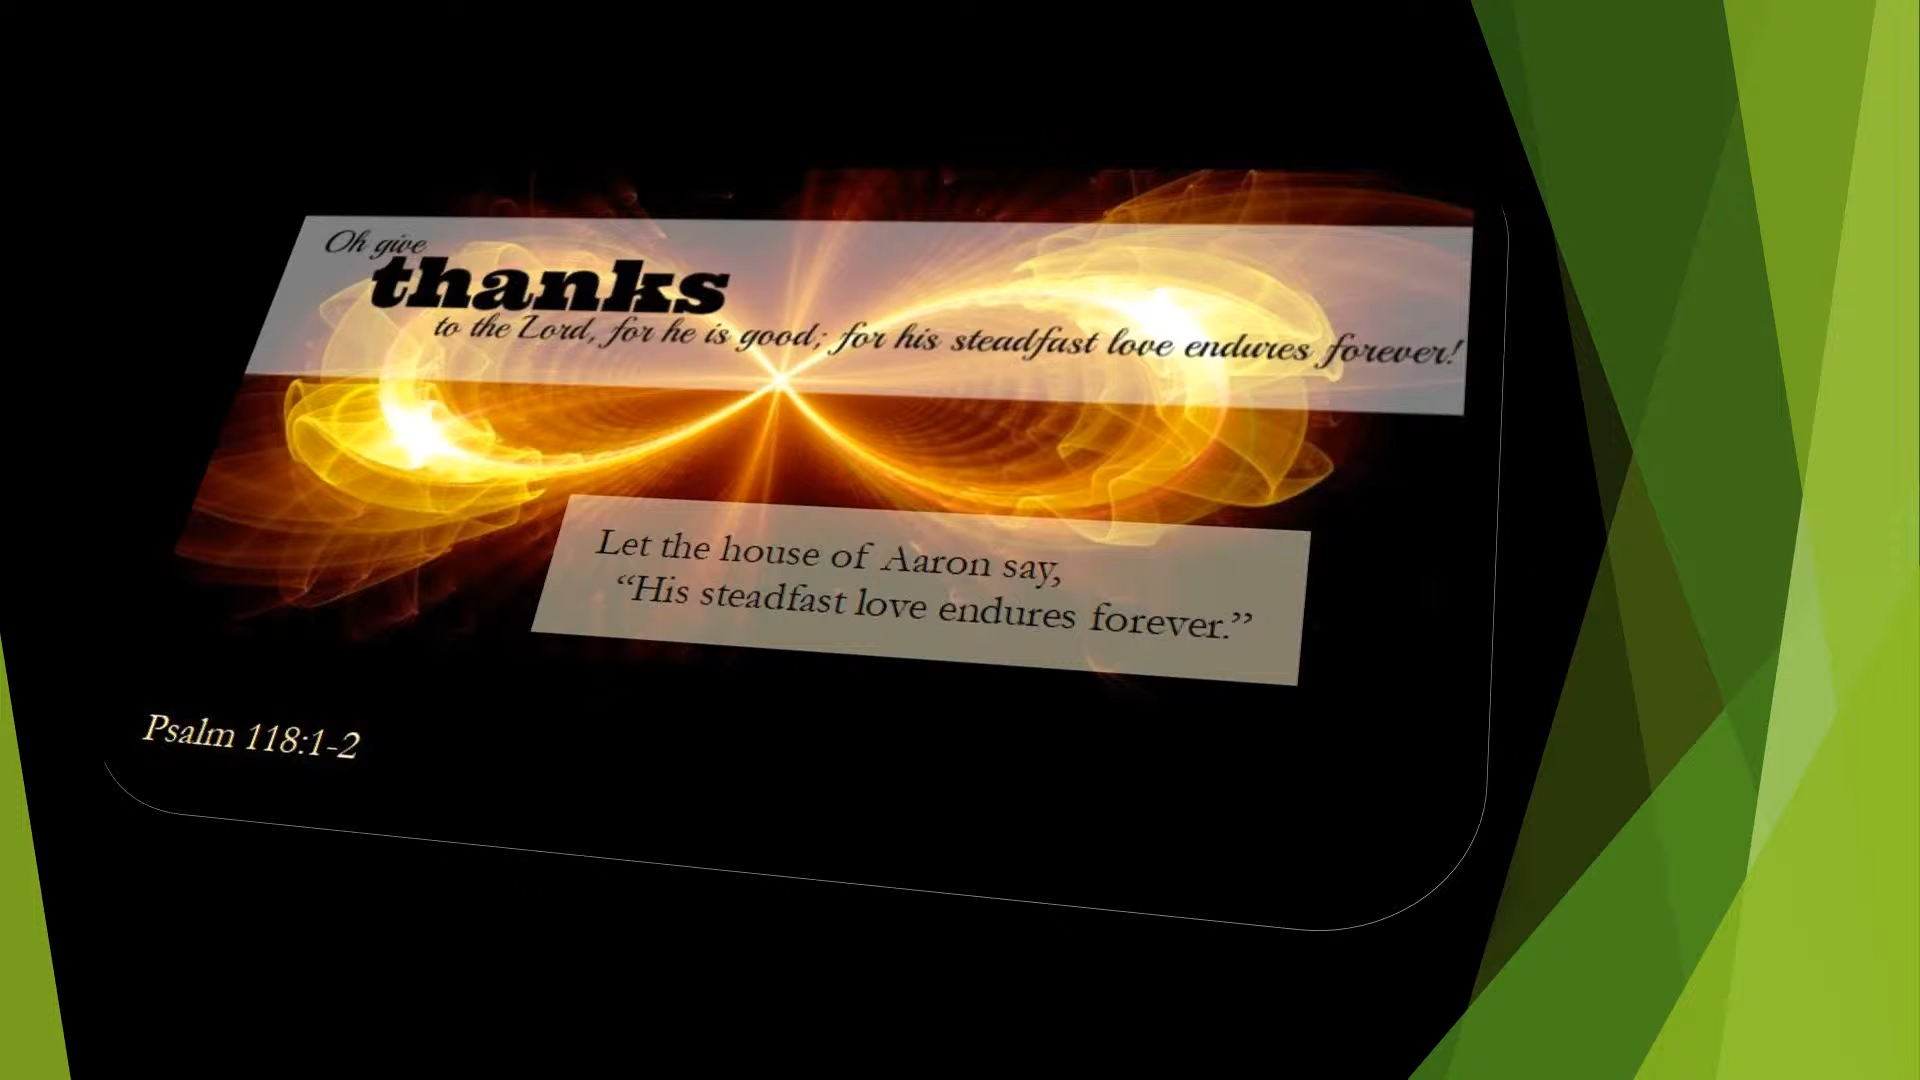 Oh give
thanks
to the Lord, for he is good; for his steadfast love endures forever!
Let the house of Aaron say,
“His steadfast love endures forever.”
Psalm 118:1-2